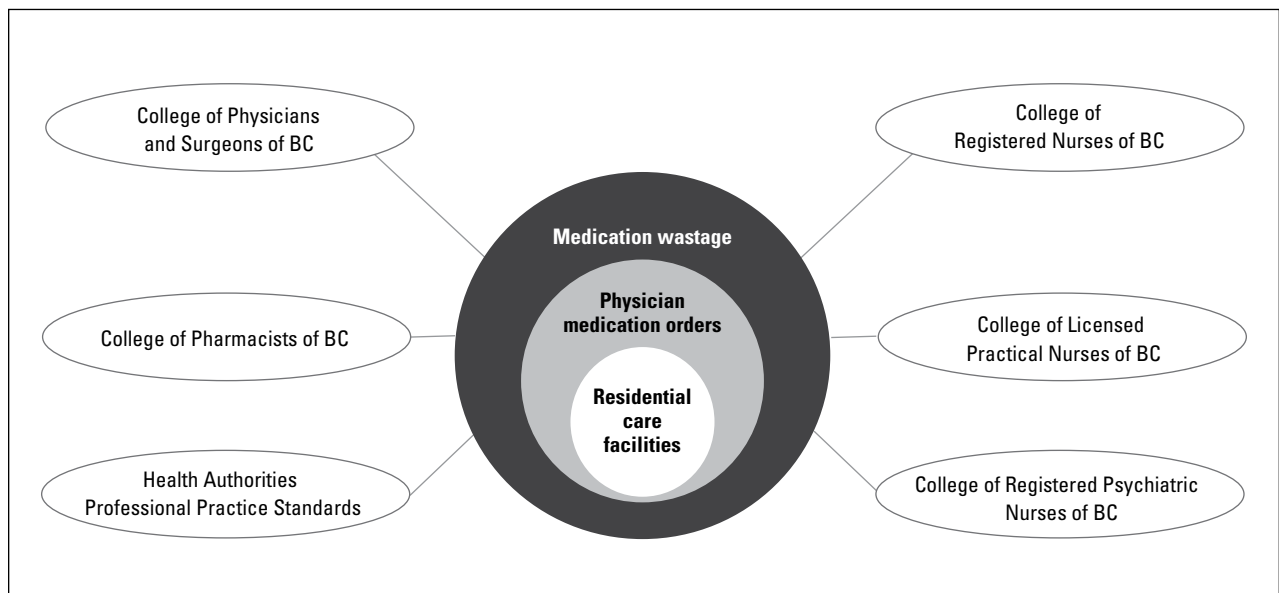 College of Physicians
and Surgeons of BC
College of Pharmacists of BC
Health Authorities
Professional Practice Standards
Medication wastage
Physician
medication orders
Residential
care
facilities
College of
Registered Nurses of BC
College of Licensed
Practical Nurses of BC
College of Registered Psychiatric
Nurses of BC